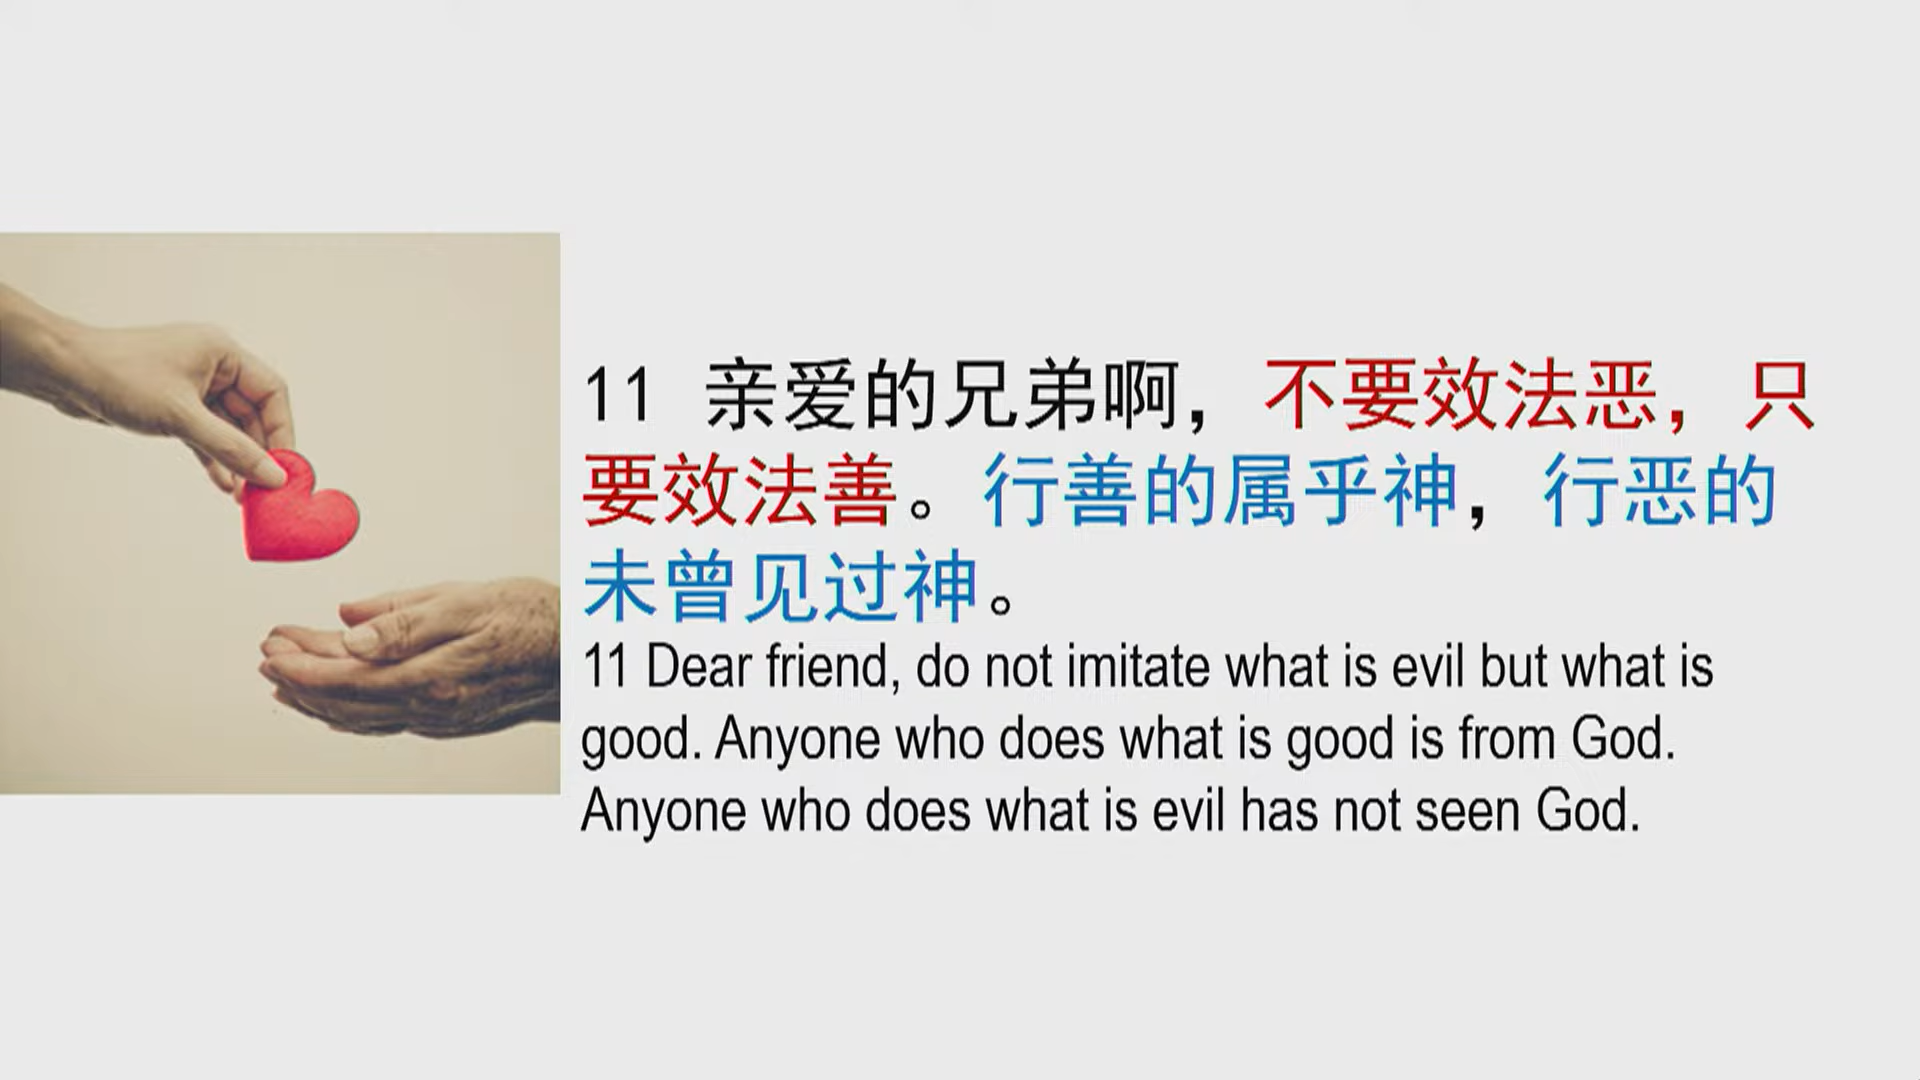 11 亲爱的兄弟啊，不要效法恶，只
要效法善。行善的属乎神，行恶的
未曾见过神。
11 Dear friend, do not imitate what is evil but what is
good. Anyone who does what is good is from God.
Anyone who does what is evil has not seen God.